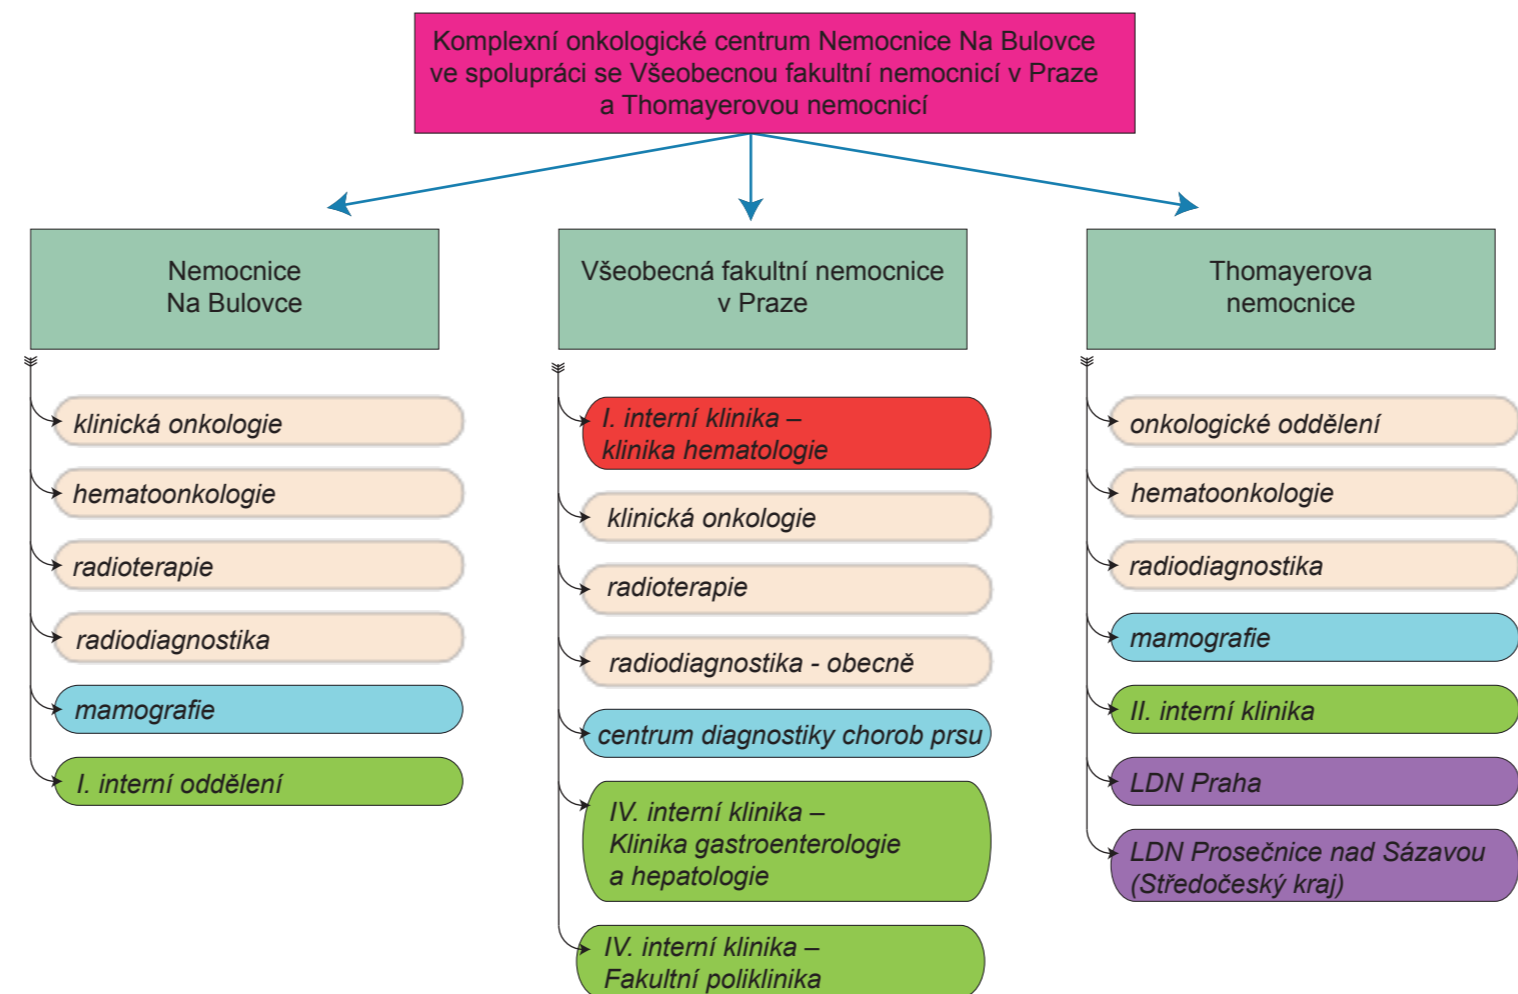 Komplexní onkologické centrum Nemocnice Na Bulovce
ve spolupráci se Všeobecnou fakultní nemocnicí v Praze
a Thomayerovou nemocnicí
Nemocnice
Na Bulovce
klinická onkologie
hematoonkologie
radioterapie
radiodiagnostika
mamografie
I. interní oddělení
Všeobecná fakultní nemocnice
v Praze
I. interní klinika –
klinika hematologie
klinická onkologie
radioterapie
radiodiagnostika - obecně
centrum diagnostiky chorob prsu
IV. interní klinika –
Klinika gastroenterologie
a hepatologie
IV. interní klinika –
Fakultní poliklinika
Thomayerova
nemocnice
onkologické oddělení
hematoonkologie
radiodiagnostika
mamografie
II. interní klinika
LDN Praha
LDN Prosečnice nad Sázavou
(Středočeský kraj)